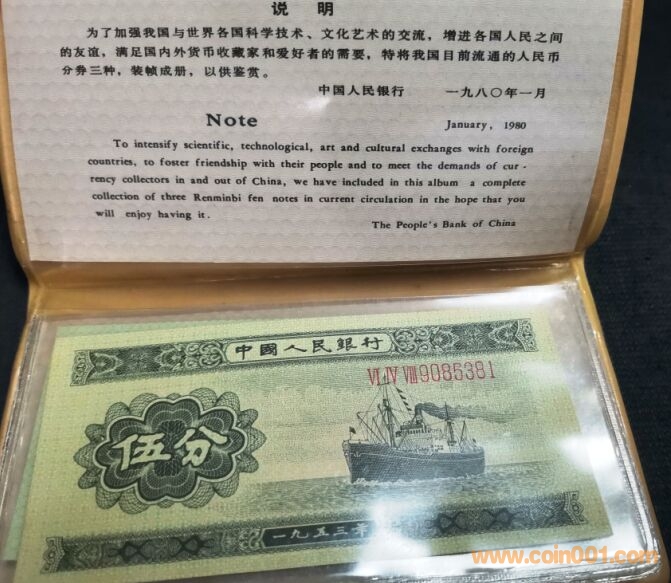 说 明
为了加强我国与世界各国科学技术、文化艺术的交流，增进各国人民之间
的友谊，满足国内外货币收藏家和爱好者的需要，特将我国目前流通的人民币
分券三种，装帧成册，以供鉴赏。
中国人民银行 一九八〇年一月
Note January, 1980
To intensify scientific, technological, art and cultural exchanges with foreign
countries, to foster friendship with their people and to meet the demands of cur-
rency collectors in and out of China, we have included in this album a complete
collection of three Renminbi fen notes in current circulation in the hope that you
will enjoy having it.
The People's Bank of China
中國人民銀行
VI IV VIII 9085381
伍分
一九五三年
www.coin001.com